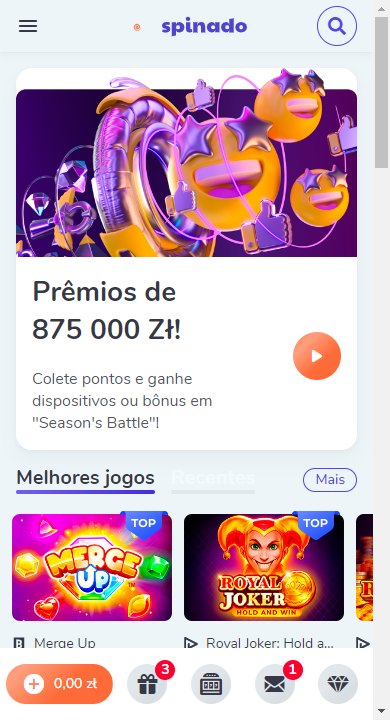 spinado
Prêmios de
875 000 Zł!
Colete pontos e ganhe
dispositivos ou bônus em
"Season's Battle"!
Melhores jogos
Recentes
Mais
TOP
TOP
MERGE
UP
TM
ROYAL
JOKER
HOLD AND WIN
Merge Up
Royal Joker: Hold a...
0,00 zł
3
1